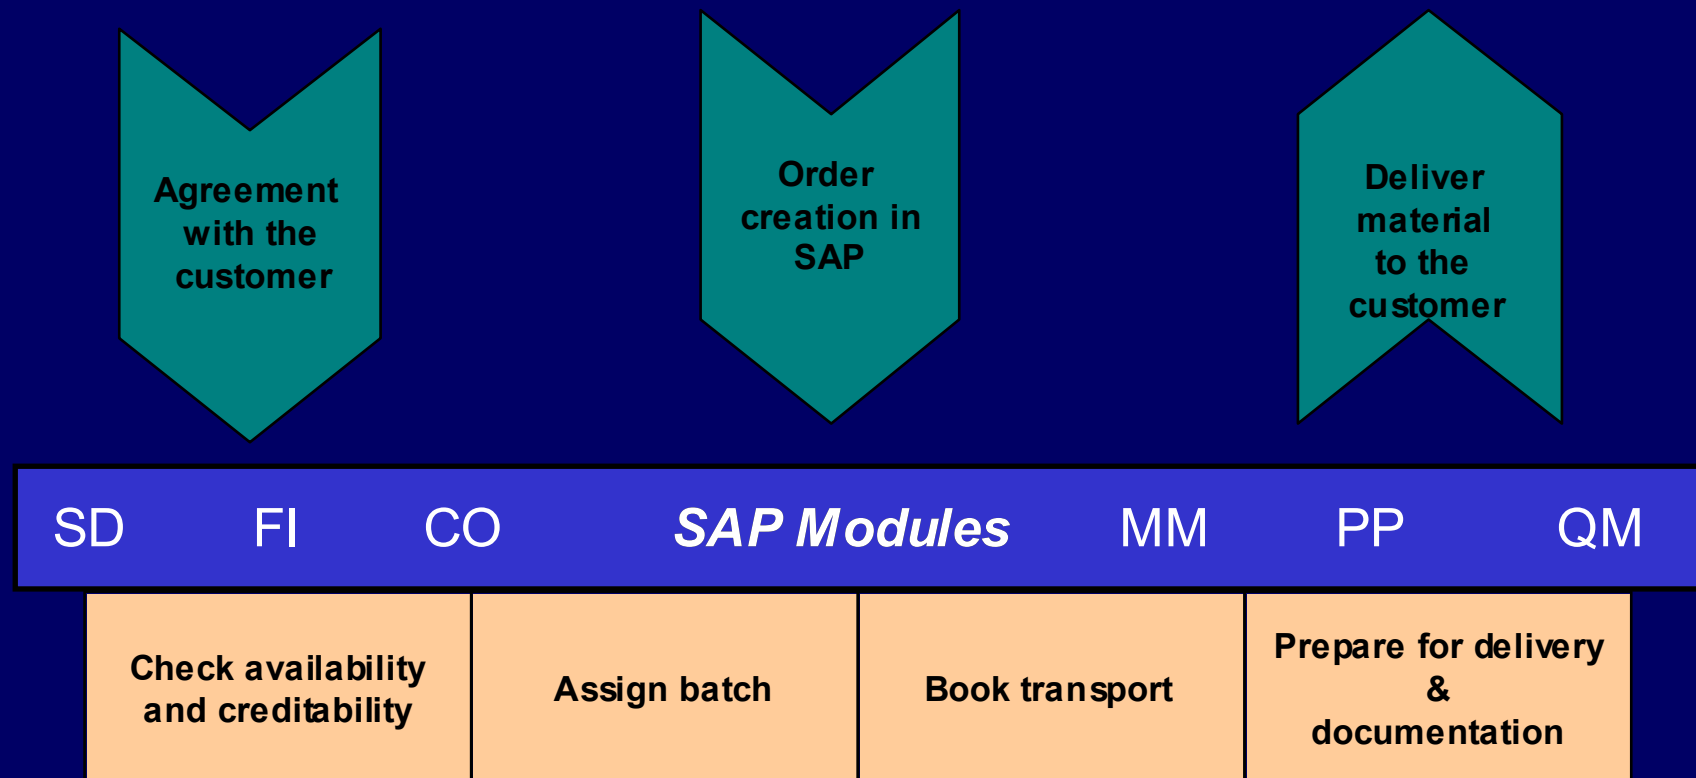 Agreement
with the
customer
Order
creation in
SAP
Deliver
material
to the
customer
SD FI CO SAP Modules MM PP QM
Check availability
and creditability
Assign batch
Book transport
Prepare for delivery
&
documentation